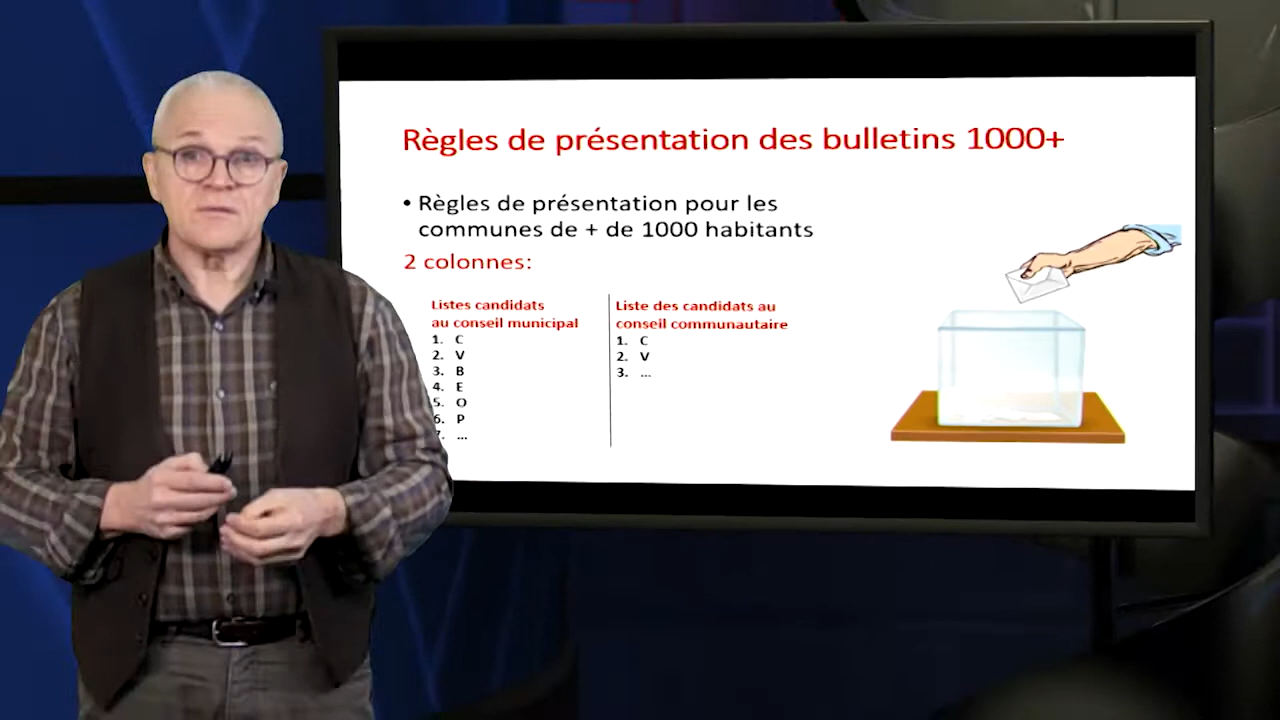 Règles de présentation des bulletins 1000+
• Règles de présentation pour les
communes de + de 1000 habitants
2 colonnes:
Listes candidats
au conseil municipal
1. C
2. V
3. B
4. E
5. O
6. P
7. ...
Liste des candidats au
conseil communautaire
1. C
2. V
3. ...